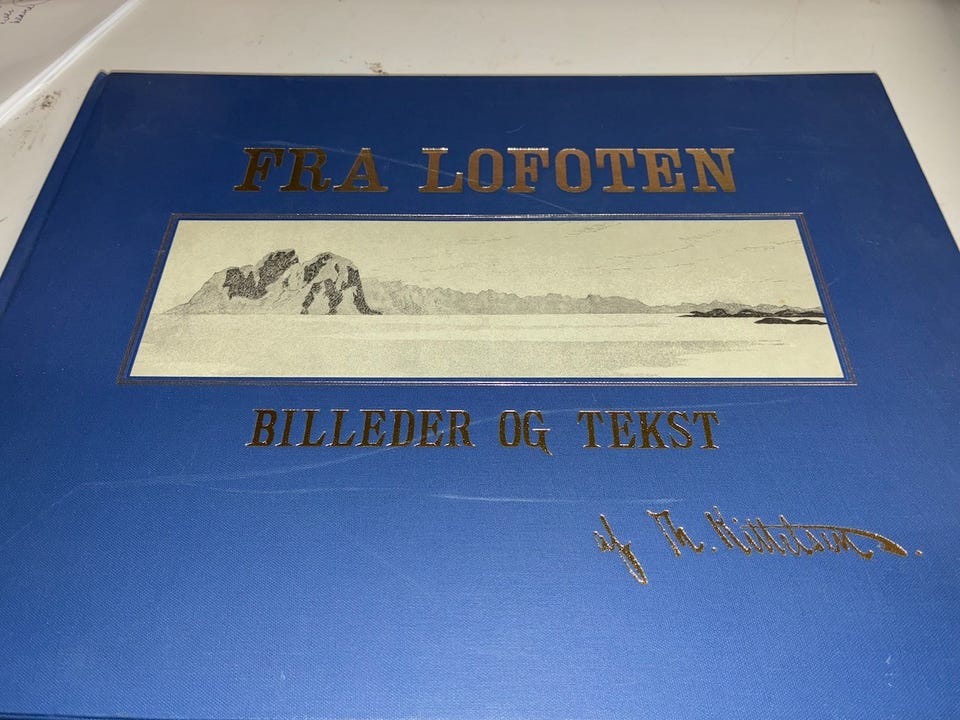 FRA LOFOTEN
BILLEDER OG TEKST
af Th. Kittelsen.